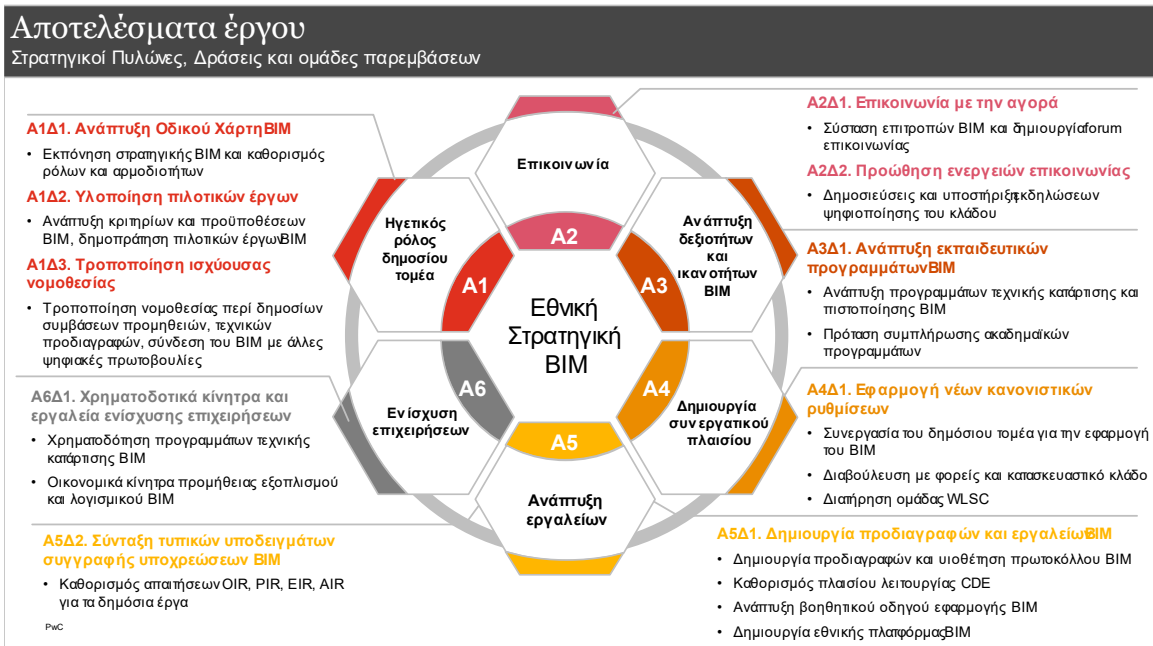 Αποτελέσματα έργου
Στρατηγικοί Πυλώνες, Δράσεις και ομάδες παρεμβάσεων
Α1Δ1. Ανάπτυξη Οδικού Χάρτη BIM
• Εκπόνηση στρατηγικής BIM και καθορισμός
ρόλων και αρμοδιοτήτων
Α1Δ2. Υλοποίηση πιλοτικών έργων
• Ανάπτυξη κριτηρίων και προϋποθέσεων
BIM, δημοπράτηση πιλοτικών έργων BIM
Α1Δ3. Τροποποίηση ισχύουσας
νομοθεσίας
• Τροποποίηση νομοθεσίας περί δημοσίων
συμβάσεων προμηθειών, τεχνικών
προδιαγραφών, σύνδεση του BIM με άλλες
ψηφιακές πρωτοβουλίες
Α6Δ1. Χρηματοδοτικά κίνητρα και
εργαλεία ενίσχυσης επιχειρήσεων
• Χρηματοδότηση προγραμμάτων τεχνικής
κατάρτισης BIM
• Οικονομικά κίνητρα προμήθειας εξοπλισμού
και λογισμικού BIM
Α5Δ2. Σύνταξη τυπικών υποδειγμάτων
συγγραφής υποχρεώσεων BIM
• Καθορισμός απαιτήσεων OIR, PIR, EIR, AIR
για τα δημόσια έργα
PwC
Επικοινωνία
A2
Ηγετικός
ρόλος
δημοσίου
τομέα
A1
Ανάπτυξη
δεξιοτήτων
και
ικανοτήτων
BIM
A3
Εθνική
Στρατηγική
BIM
A6
Ενίσχυση
επιχειρήσεων
A4
Δημιουργία
συνεργατικού
πλαισίου
A5
Ανάπτυξη
εργαλείων
Α2Δ1. Επικοινωνία με την αγορά
• Σύσταση επιτροπών BIM και δημιουργία forum
επικοινωνίας
Α2Δ2. Προώθηση ενεργειών επικοινωνίας
• Δημοσιεύσεις και υποστήριξη εκδηλώσεων
ψηφιοποίησης του κλάδου
Α3Δ1. Ανάπτυξη εκπαιδευτικών
προγραμμάτων BIM
• Ανάπτυξη προγραμμάτων τεχνικής κατάρτισης και
πιστοποίησης BIM
• Πρόταση συμπλήρωσης ακαδημαϊκών
προγραμμάτων
Α4Δ1. Εφαρμογή νέων κανονιστικών
ρυθμίσεων
• Συνεργασία του δημόσιου τομέα για την εφαρμογή
του BIM
• Διαβούλευση με φορείς και κατασκευαστικό κλάδο
• Διατήρηση ομάδας WLSC
Α5Δ1. Δημιουργία προδιαγραφών και εργαλείων BIM
• Δημιουργία προδιαγραφών και υιοθέτηση πρωτοκόλλου BIM
• Καθορισμός πλαισίου λειτουργίας CDE
• Ανάπτυξη βοηθητικού οδηγού εφαρμογής BIM
• Δημιουργία εθνικής πλατφόρμας BIM